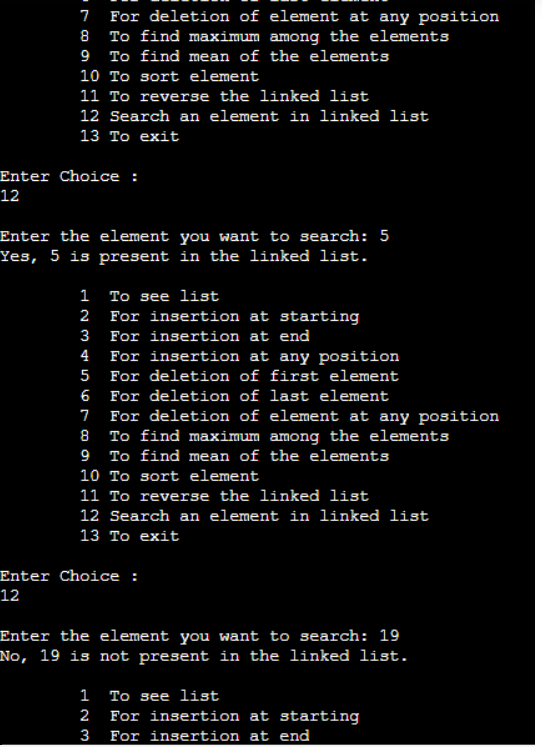 7  For deletion of element at any position
8  To find maximum among the elements
9  To find mean of the elements
10 To sort element
11 To reverse the linked list
12 Search an element in linked list
13 To exit
Enter Choice :
12
Enter the element you want to search: 5
Yes, 5 is present in the linked list.
1  To see list
2  For insertion at starting
3  For insertion at end
4  For insertion at any position
5  For deletion of first element
6  For deletion of last element
7  For deletion of element at any position
8  To find maximum among the elements
9  To find mean of the elements
10 To sort element
11 To reverse the linked list
12 Search an element in linked list
13 To exit
Enter Choice :
12
Enter the element you want to search: 19
No, 19 is not present in the linked list.
1  To see list
2  For insertion at starting
3  For insertion at end